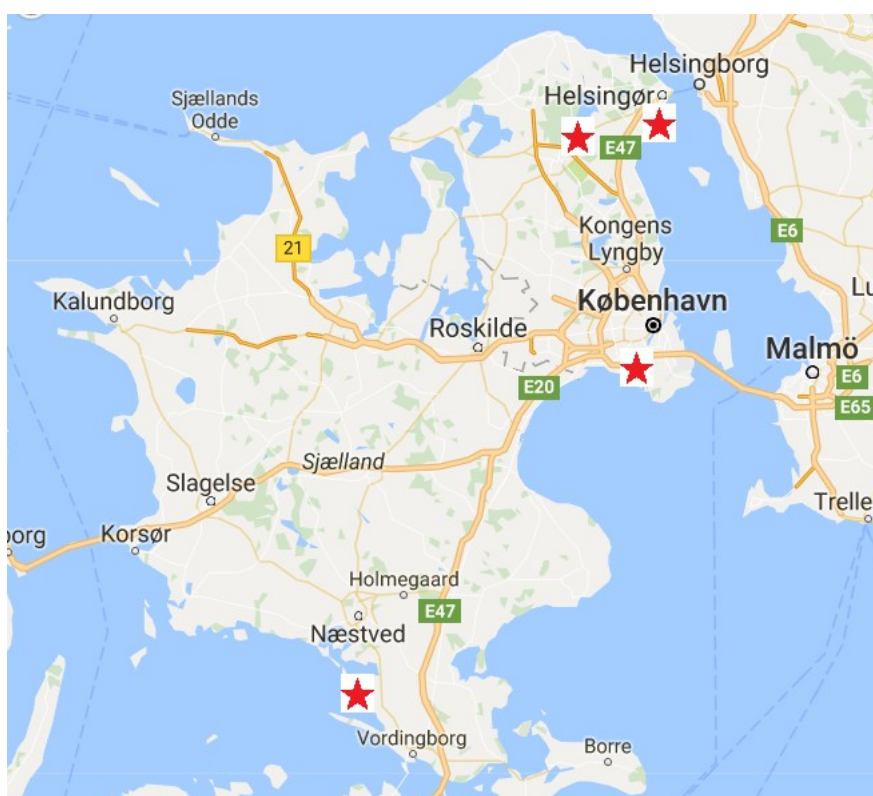 Helsingborg
Helsingør
Sjællands
Odde
E47
Kongens
Lyngby
E6
21
Kalundborg
København
Roskilde
Lu
Malmö
E20
E6
E65
Sjælland
Slagelse
Trelle
borg
Korsør
Holmegaard
E47
Næstved
Vordingborg
Borre